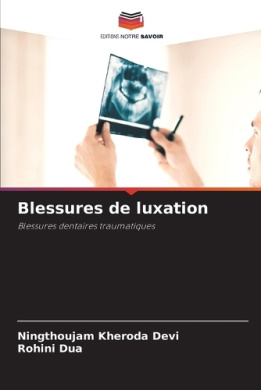 EDITIONS NOTRE SAVOIR
Blessures de luxation
Blessures dentaires traumatiques
Ningthoujam Kheroda Devi
Rohini Dua